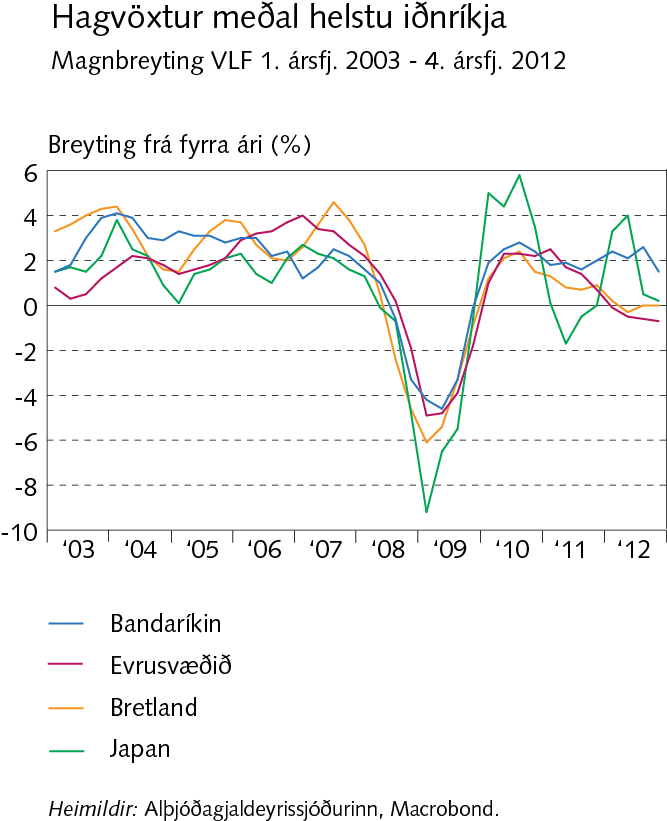 Hagvöxtur meðal helstu iðnríkja
Magnbreyting VLF 1. ársfj. 2003 - 4. ársfj. 2012
Breyting frá fyrra ári (%)
6
4
2
0
-2
-4
-6
-8
-10
‘03 ‘04 ‘05 ‘06 ‘07 ‘08 ‘09 ‘10 ‘11 ‘12
Bandaríkin
Evrusvæðið
Bretland
Japan
Heimildir: Alþjóðagjaldeyrissjóðurinn, Macrobond.